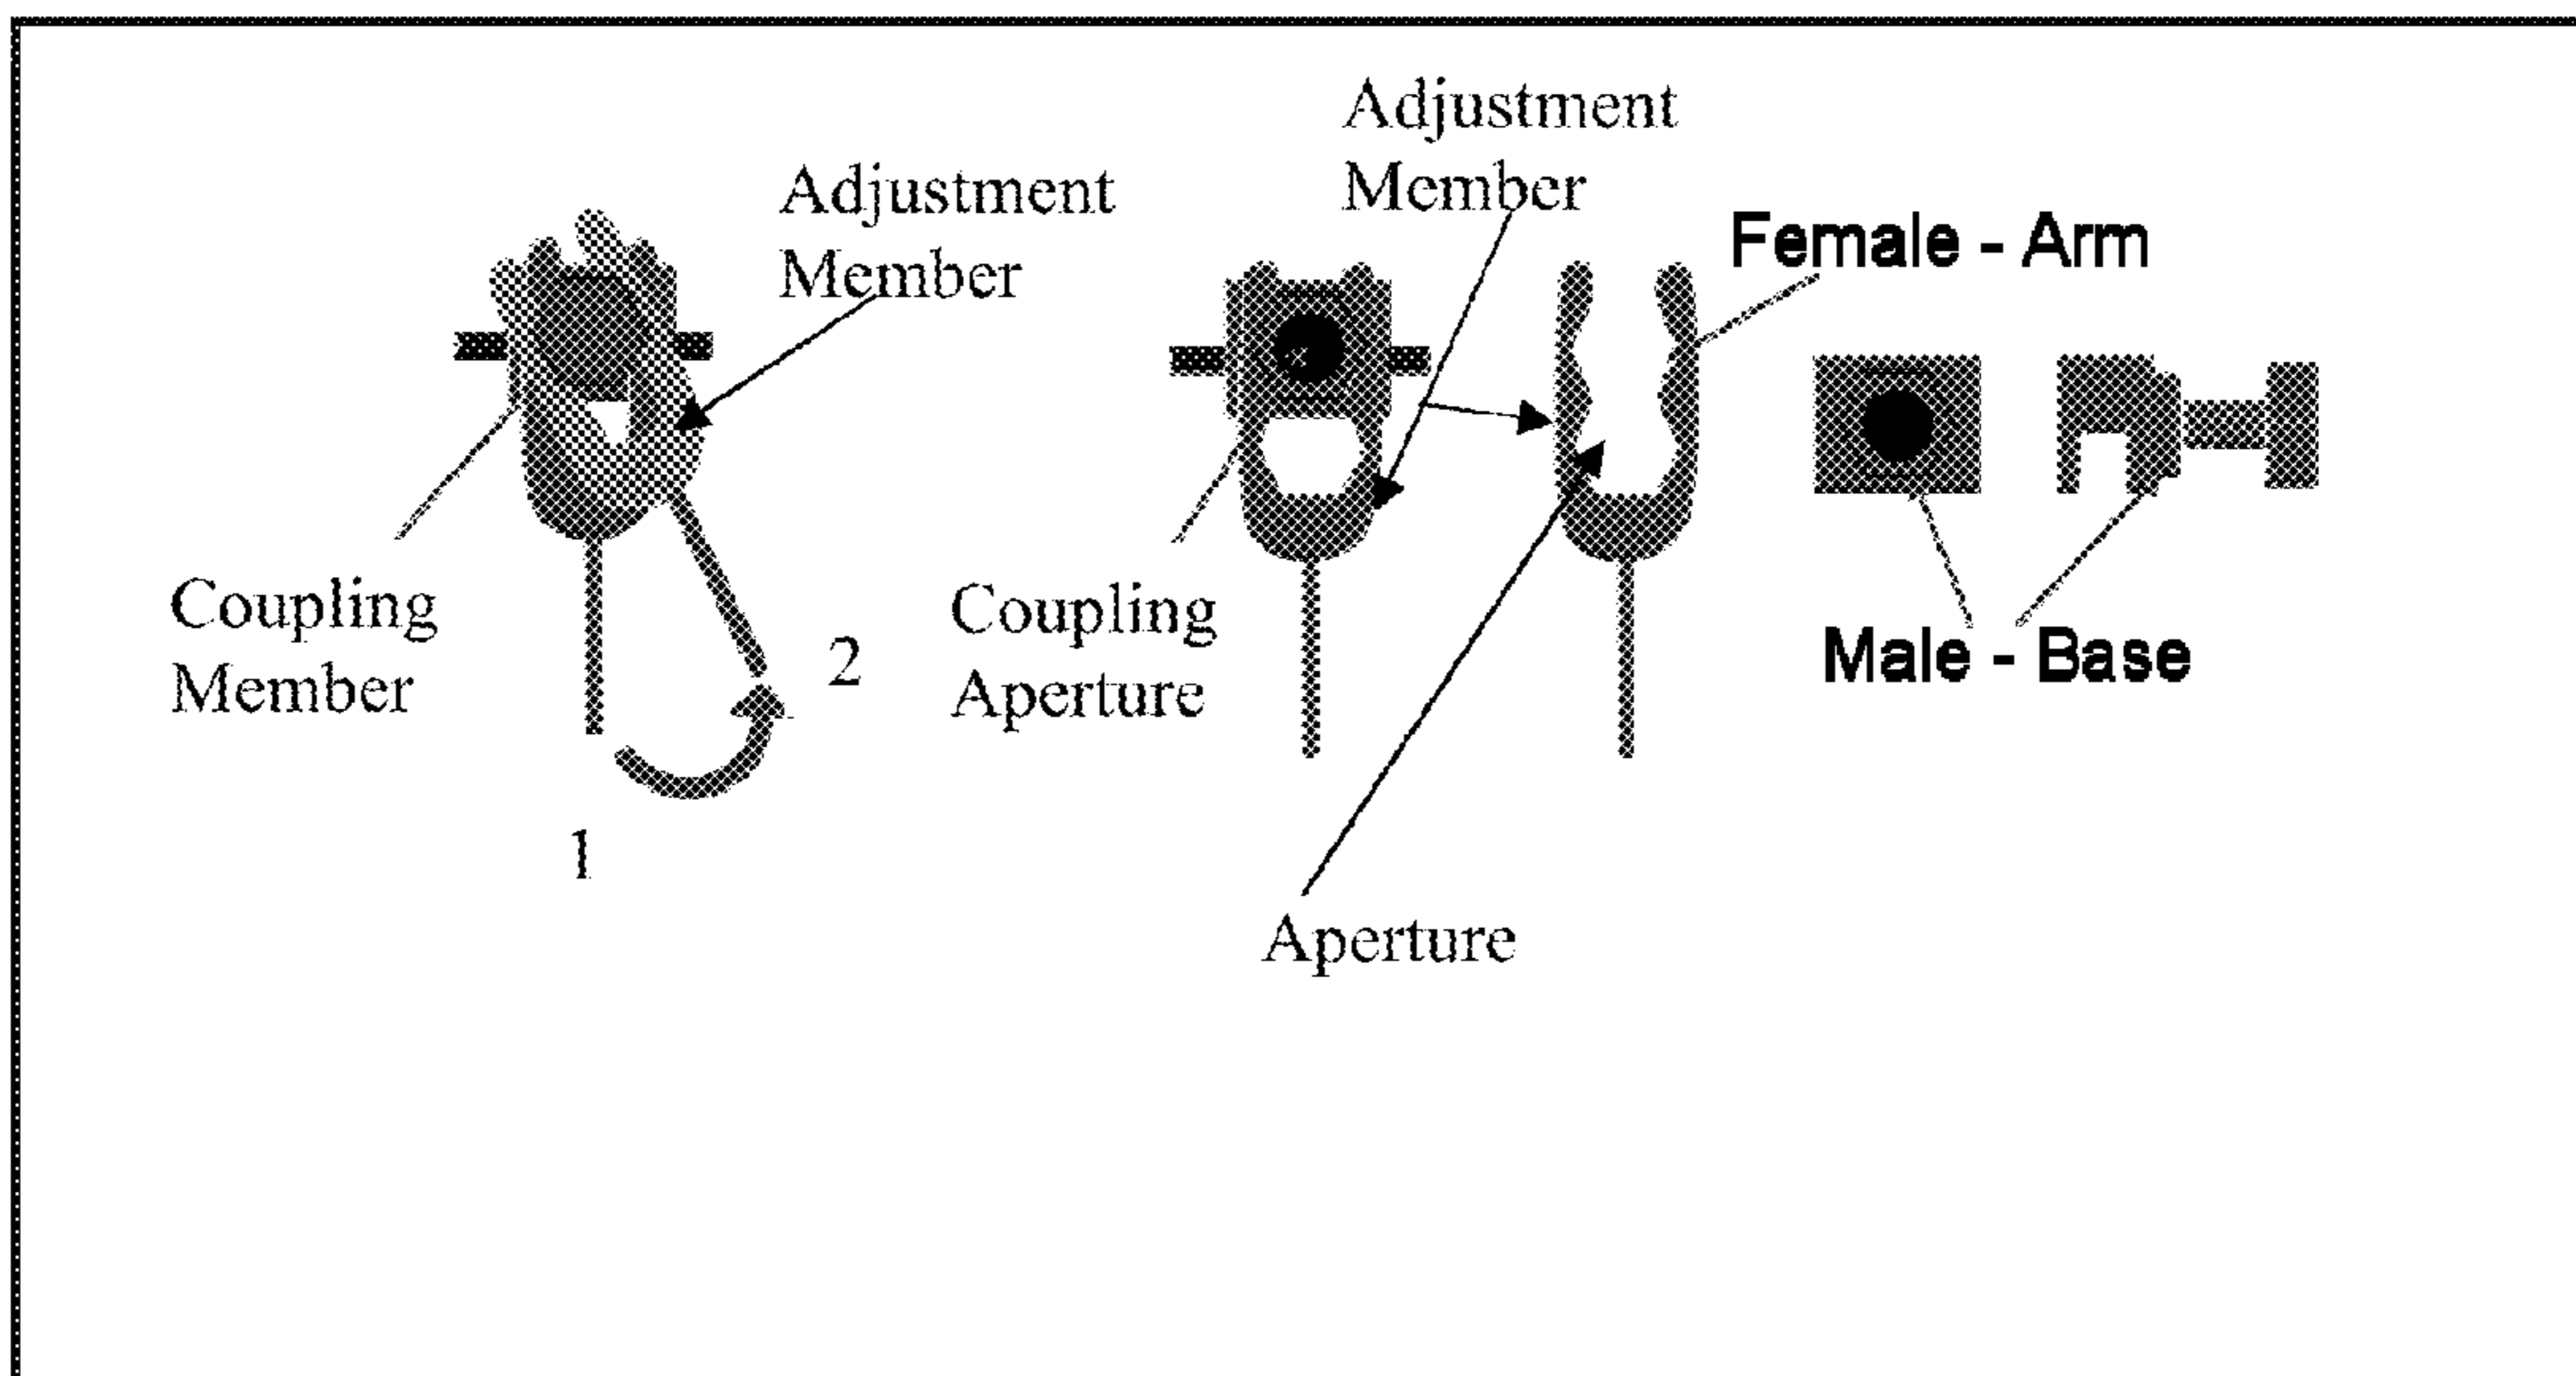 Adjustment
Member
Adjustment
Member
Female - Arm
Coupling
Member
2
1
Coupling
Aperture
Male - Base
Aperture